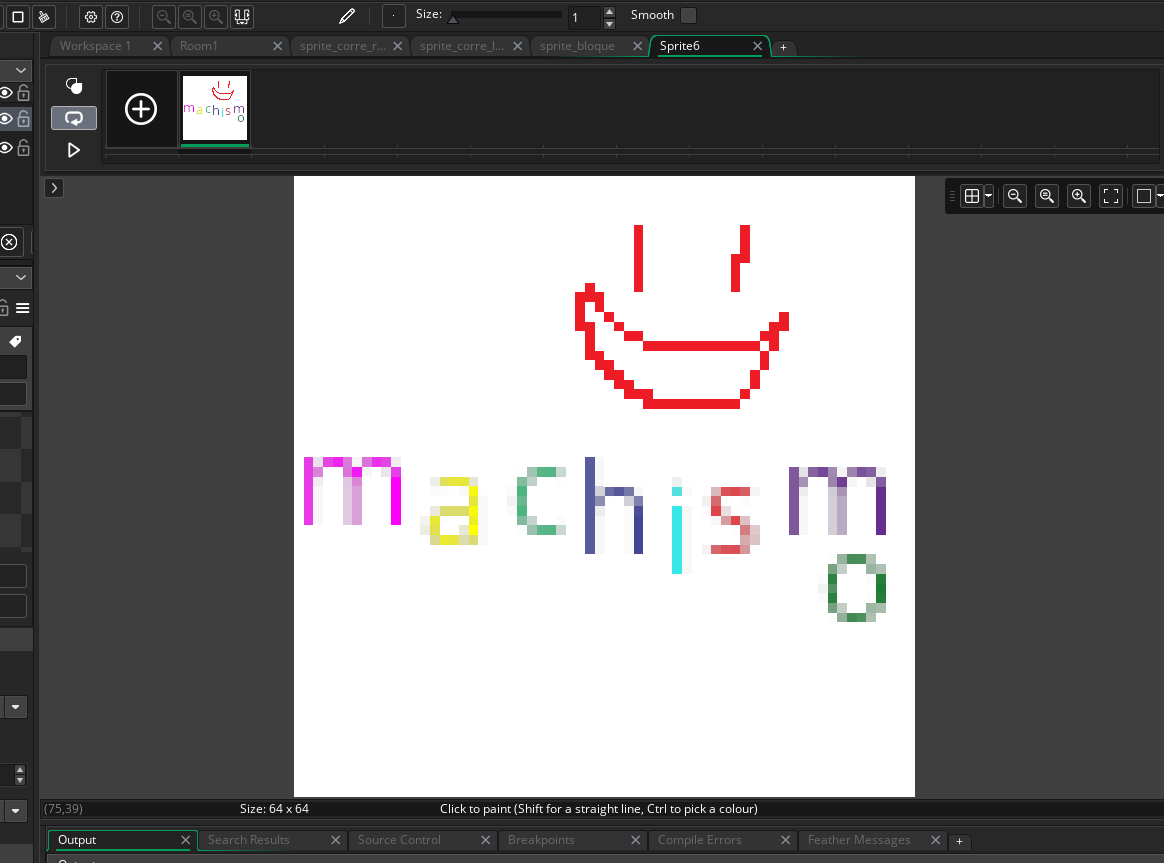 Size: 1 Smooth
Workspace 1 Room1 sprite_corre_r... sprite_corre_l... sprite_bloque Sprite6
machismo
machism
o
(75,39) Size: 64 x 64 Click to paint (Shift for a straight line, Ctrl to pick a colour)
Output Search Results Source Control Breakpoints Compile Errors Feather Messages